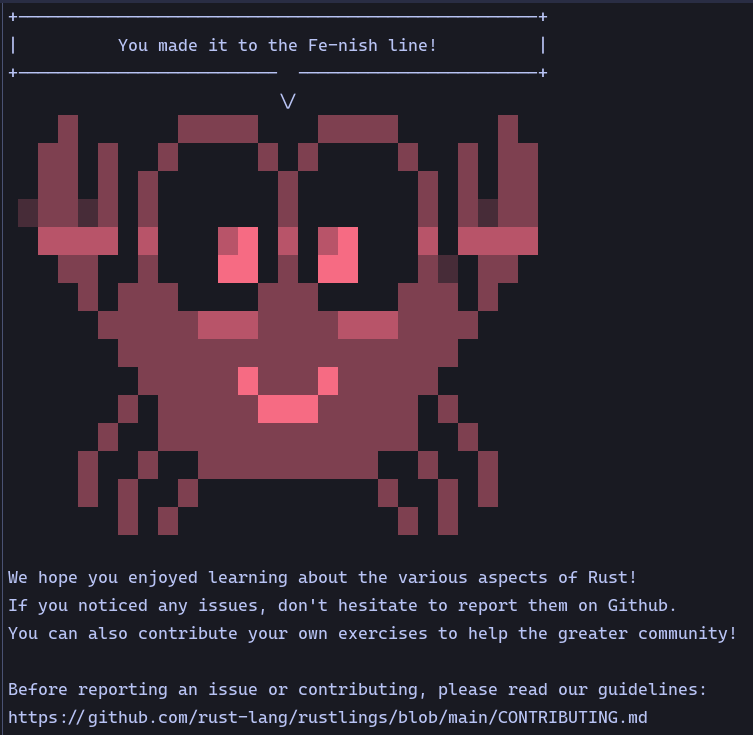 You made it to the Fe-nish line!
We hope you enjoyed learning about the various aspects of Rust!
If you noticed any issues, don't hesitate to report them on Github.
You can also contribute your own exercises to help the greater community!
Before reporting an issue or contributing, please read our guidelines:
https://github.com/rust-lang/rustlings/blob/main/CONTRIBUTING.md